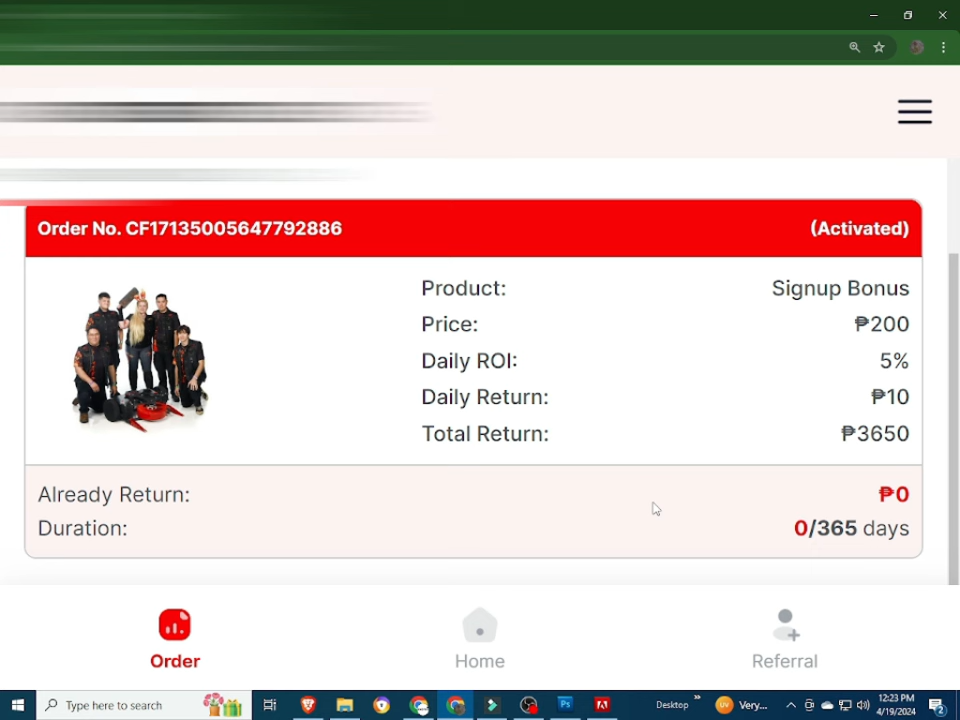 Order No. CF17135005647792886 (Activated)
Product: Signup Bonus
Price: ₱200
Daily ROI: 5%
Daily Return: ₱10
Total Return: ₱3650
Already Return: ₱0
Duration: 0/365 days
Order Home Referral
Type here to search Desktop Very... 12:23 PM
4/19/2024